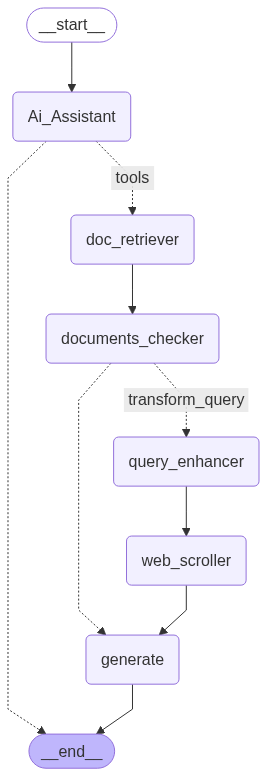 __start__
Ai_Assistant
tools
doc_retriever
documents_checker
transform_query
query_enhancer
web_scroller
generate
__end__